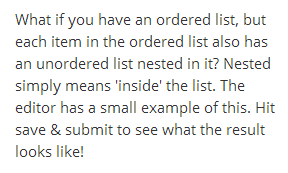 What if you have an ordered list, but
each item in the ordered list also has
an unordered list nested in it? Nested
simply means 'inside' the list. The
editor has a small example of this. Hit
save & submit to see what the result
looks like!